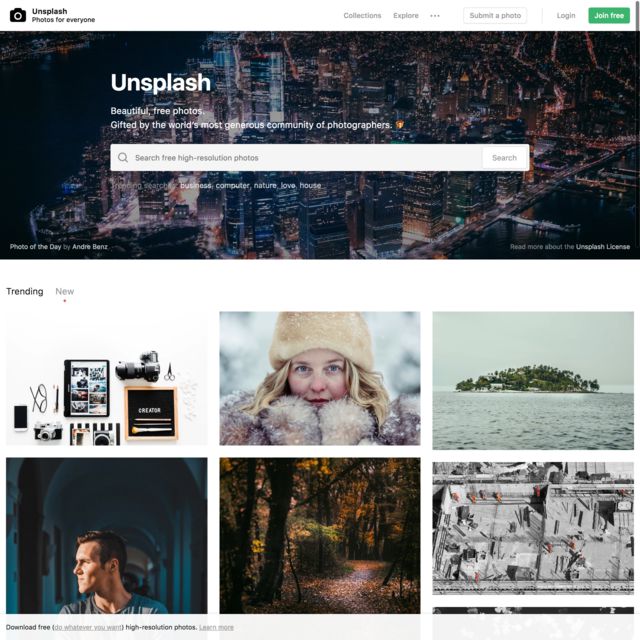 Unsplash
Photos for everyone
Collections
Explore
Submit a photo
Login
Join free
Unsplash
Beautiful, free photos.
Gifted by the world's most generous community of photographers. 🎁
Search free high-resolution photos
Search
Trending searches: business, computer, nature, love, house
Photo of the Day by Andre Benz
Read more about the Unsplash License
Trending
New
CREATOR
Download free (do whatever you want) high-resolution photos. Learn more